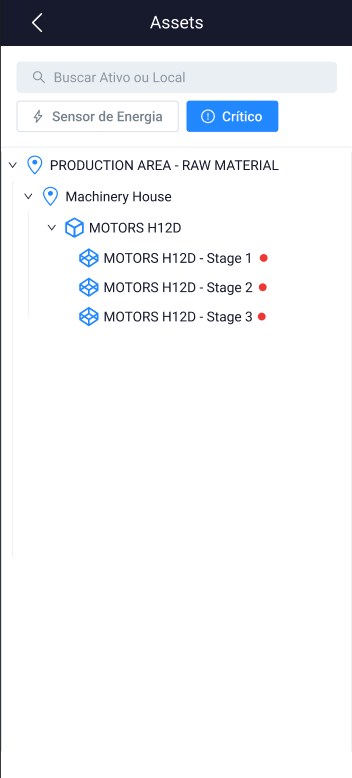 Assets
Buscar Ativo ou Local
Sensor de Energia
Crítico
PRODUCTION AREA - RAW MATERIAL
Machinery House
MOTORS H12D
MOTORS H12D - Stage 1
MOTORS H12D - Stage 2
MOTORS H12D - Stage 3